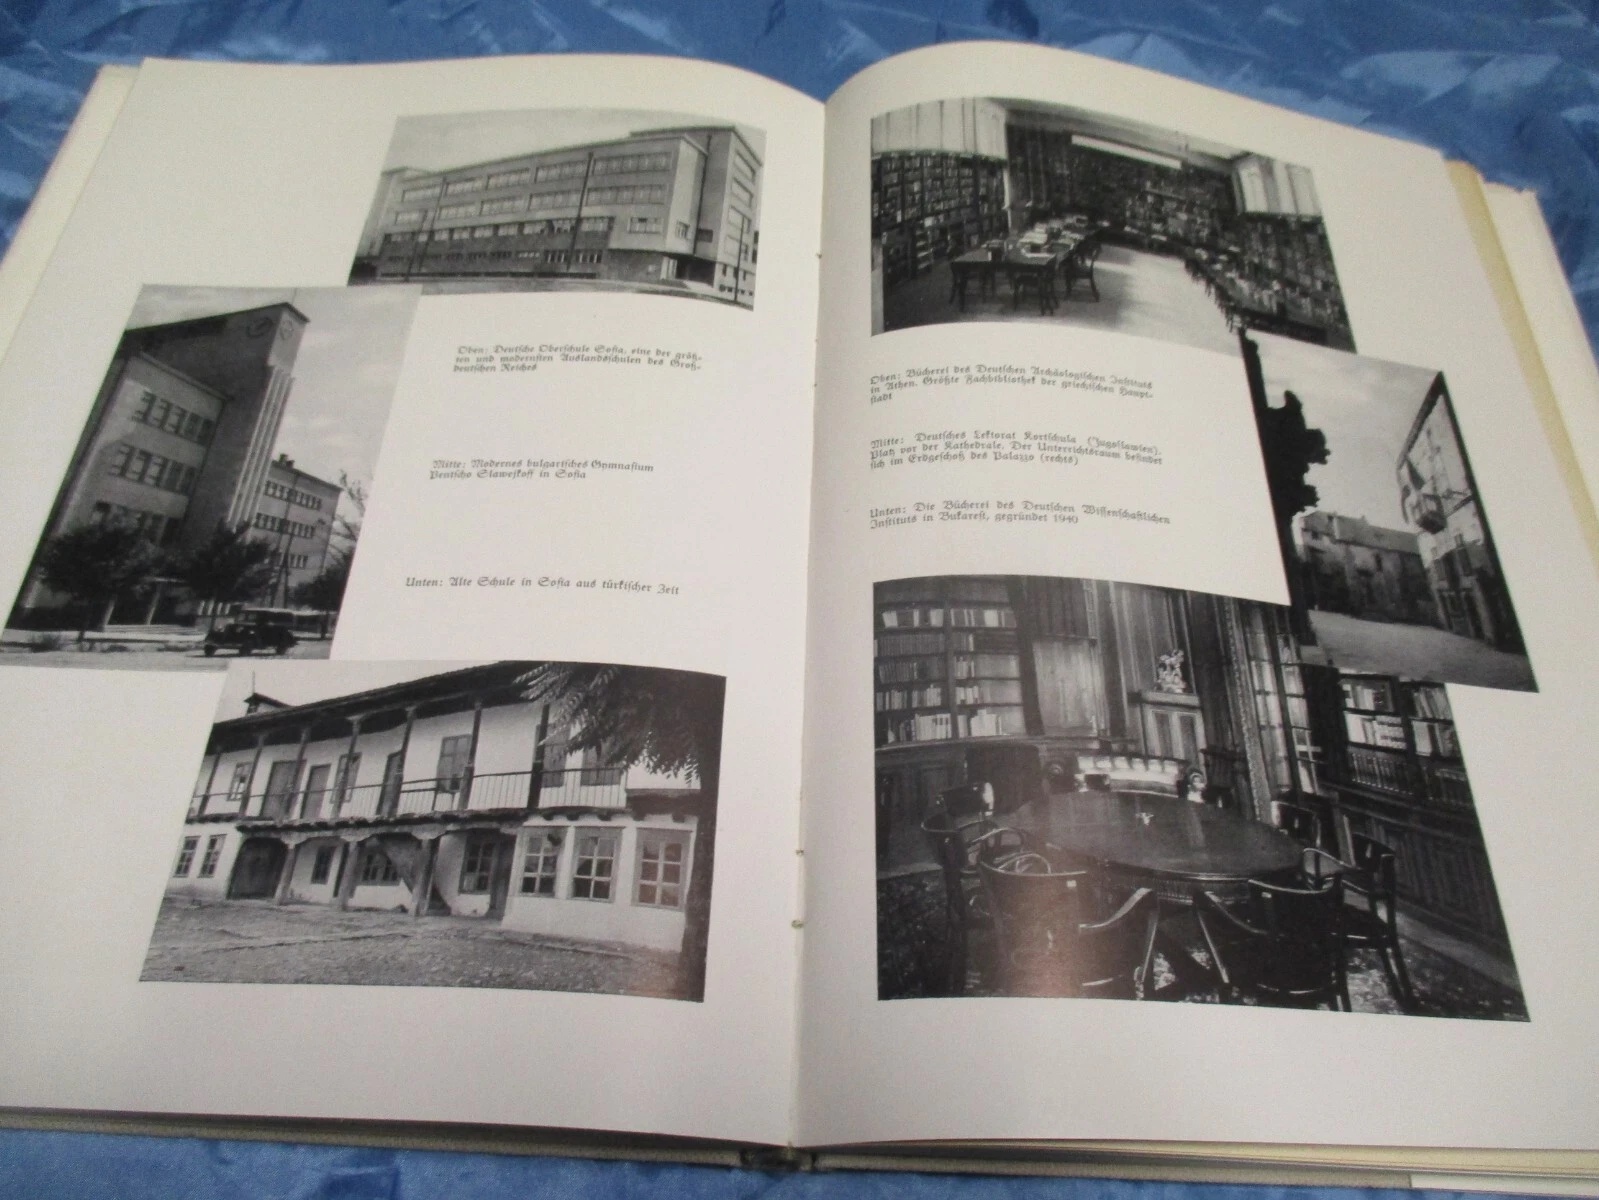 Oben: Deutsche Oberschule Sofia, eine der größ-
ten und modernsten Auslandsschulen des Groß-
deutschen Reiches
Mitte: Modernes bulgarisches Gymnasium
Pentscho Slawejkoff in Sofia
Unten: Alte Schule in Sofia aus türkischer Zeit
Oben: Bücherei des Deutschen Archäologischen Instituts
in Athen. Größte Fachbibliothek der griechischen Haupt-
stadt
Mitte: Deutsches Lektorat Kortschula (Jugoslawien).
Platz vor der Kathedrale. Der Unterrichtsraum befindet
sich im Erdgeschoß des Palazzo (rechts)
Unten: Die Bücherei des Deutschen Wissenschaftlichen
Instituts in Bukarest, gegründet 1940